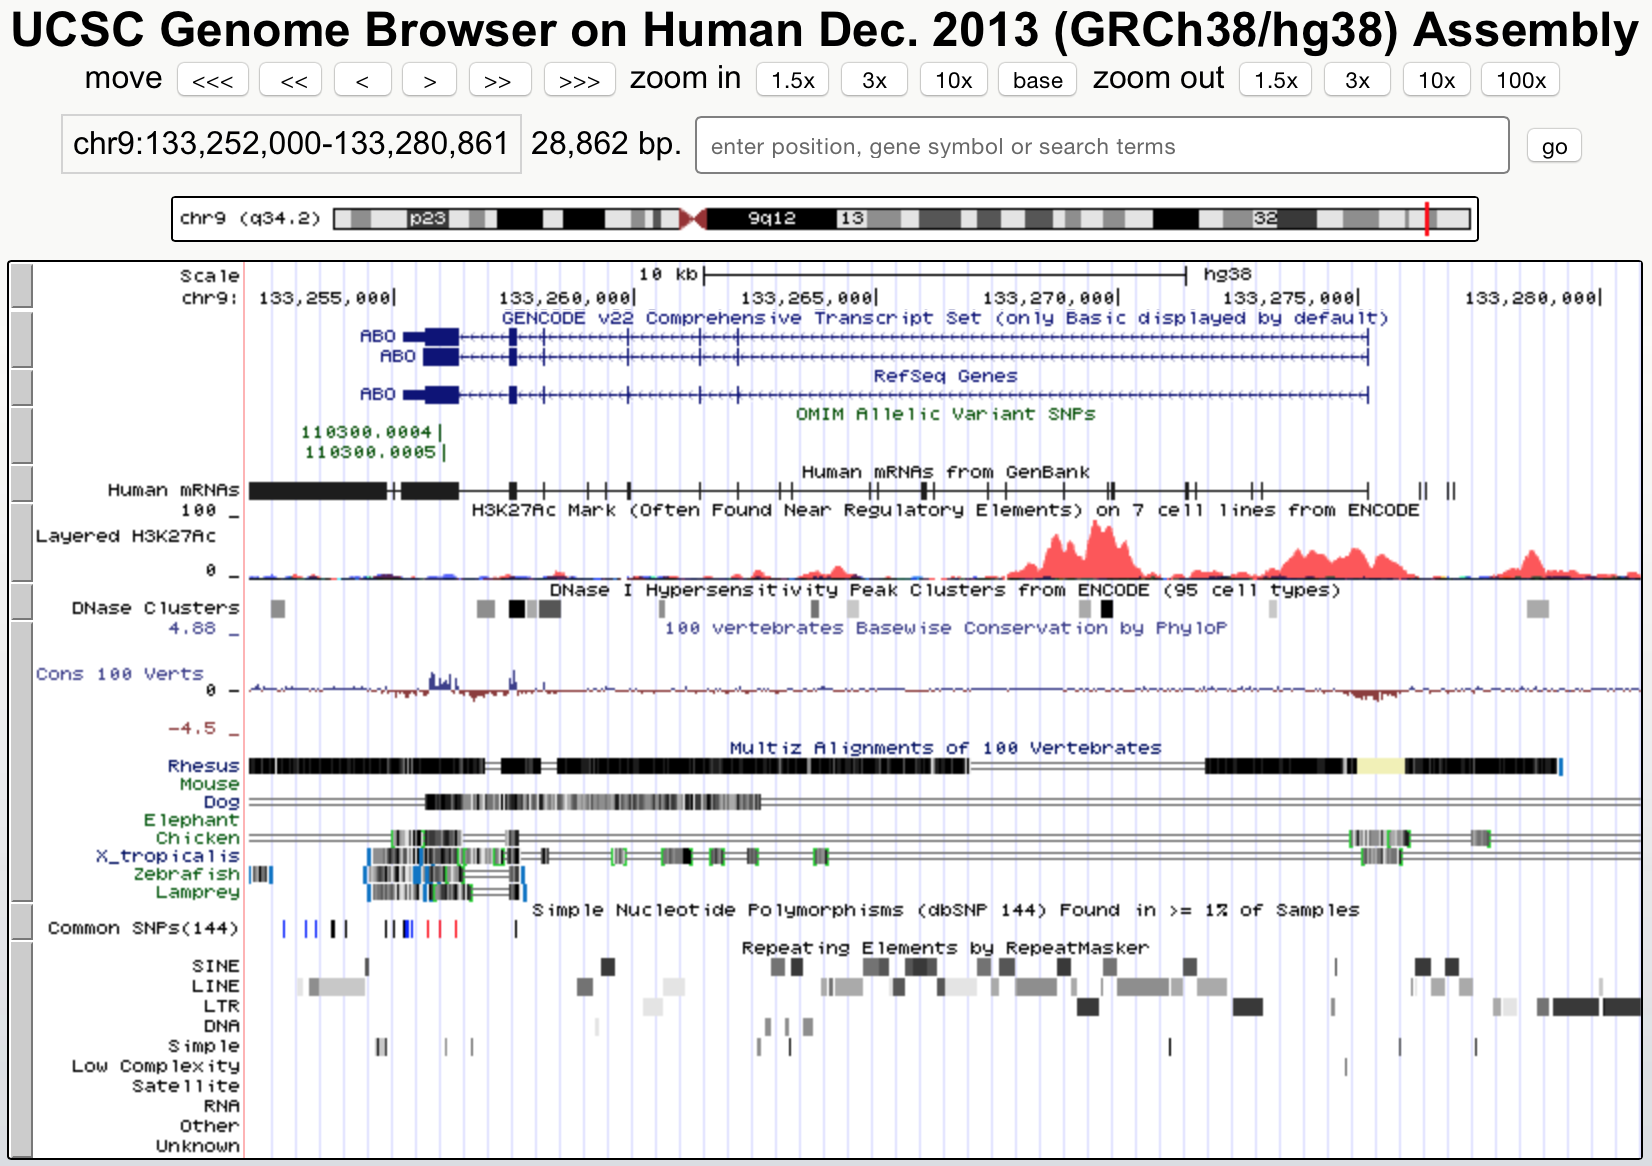 UCSC Genome Browser on Human Dec. 2013 (GRCh38/hg38) Assembly
move <<< << < > >> >>> zoom in 1.5x 3x 10x base zoom out 1.5x 3x 10x 100x
chr9:133,252,000-133,280,861 28,862 bp. enter position, gene symbol or search terms go
chr9 (q34.2) p23 9q12 13 32
Scale 10 kb hg38
chr9: 133,255,000 133,260,000 133,265,000 133,270,000 133,275,000 133,280,000
GENCODE v22 Comprehensive Transcript Set (only Basic displayed by default)
ABO
ABO
RefSeq Genes
ABO
OMIM Allelic Variant SNPs
110300.0004
110300.0005
Human mRNAs from GenBank
Human mRNAs
100 _ H3K27Ac Mark (Often Found Near Regulatory Elements) on 7 cell lines from ENCODE
Layered H3K27Ac
0 _
DNase I Hypersensitivity Peak Clusters from ENCODE (95 cell types)
DNase Clusters
4.88 _ 100 vertebrates Basewise Conservation by PhyloP
Cons 100 Verts
0 -
-4.5 _
Multiz Alignments of 100 Vertebrates
Rhesus
Mouse
Dog
Elephant
Chicken
X_tropicalis
Zebrafish
Lamprey
Simple Nucleotide Polymorphisms (dbSNP 144) Found in >= 1% of Samples
Common SNPs(144)
Repeating Elements by RepeatMasker
SINE
LINE
LTR
DNA
Simple
Low Complexity
Satellite
RNA
Other
Unknown